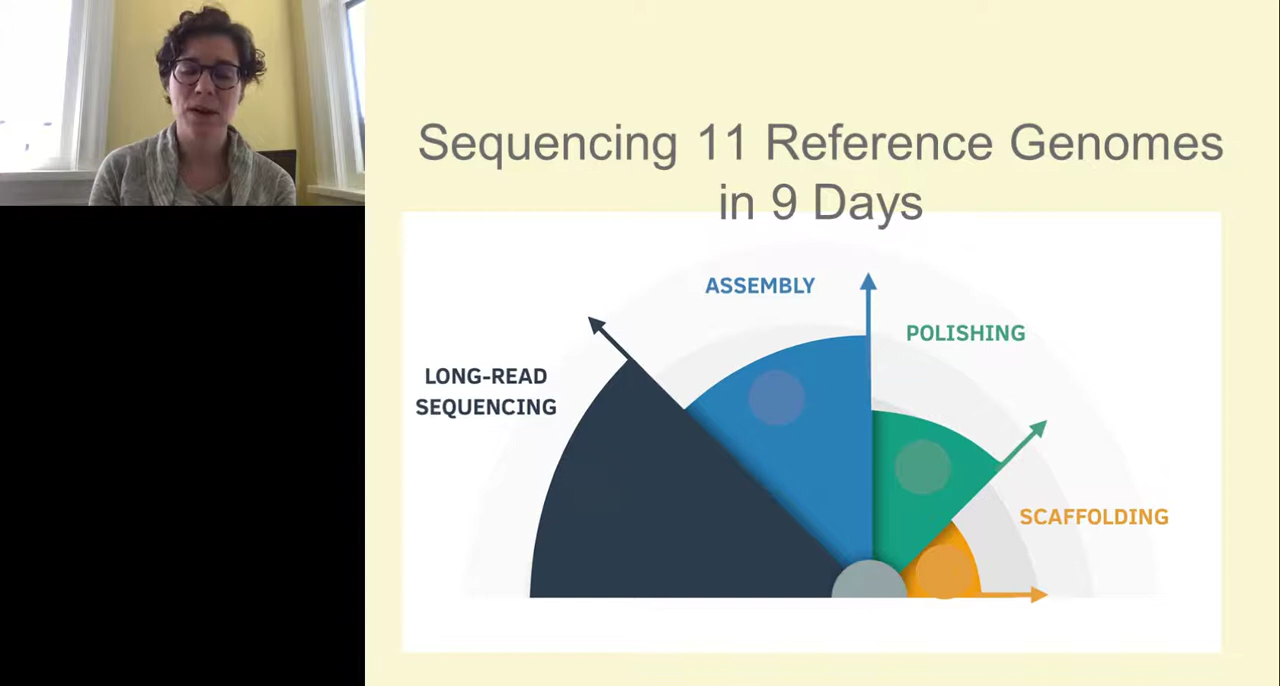 Sequencing 11 Reference Genomes
in 9 Days
ASSEMBLY
POLISHING
LONG-READ
SEQUENCING
SCAFFOLDING